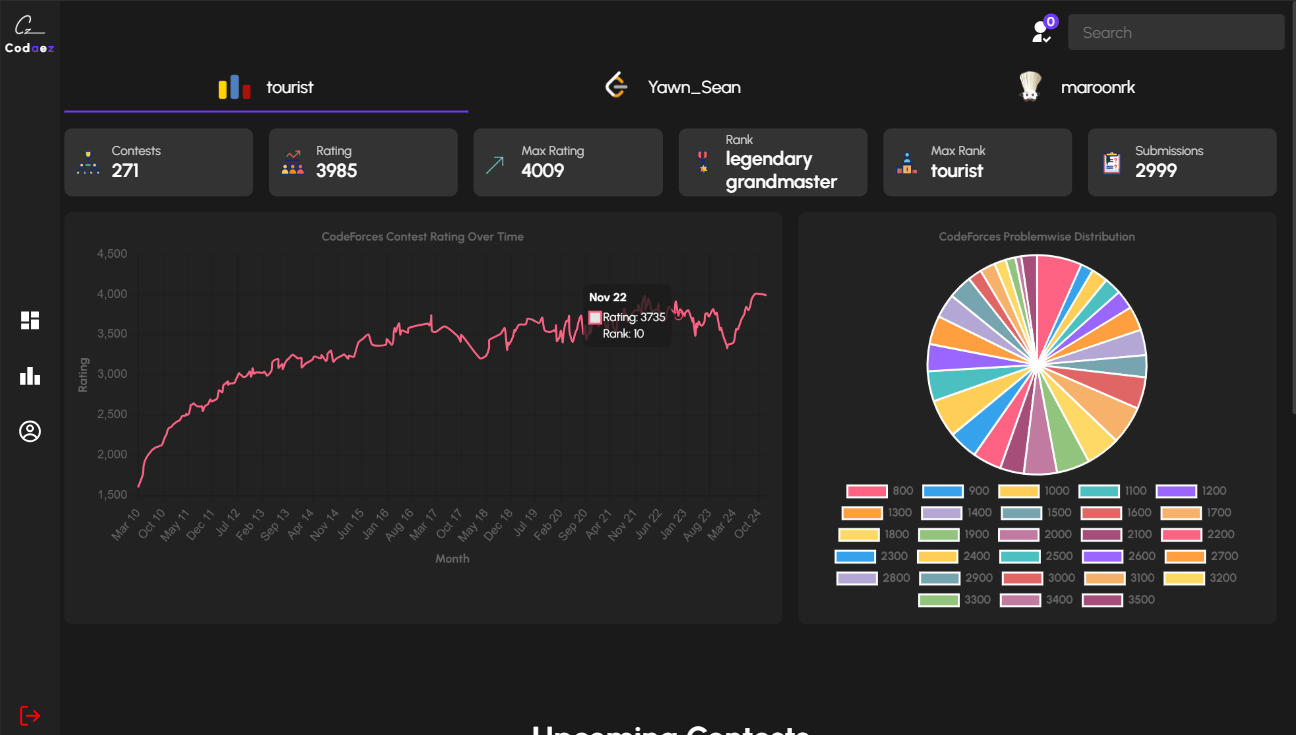 Codaez
0
Search
tourist
Yawn_Sean
maroonrk
Contests
271
Rating
3985
Max Rating
4009
Rank
legendary
grandmaster
Max Rank
tourist
Submissions
2999
CodeForces Contest Rating Over Time
4,500
4,000
3,500
3,000
2,500
2,000
1,500
Rating
Nov 22
Rating: 3735
Rank: 10
Mar 10 Oct 10 May 11 Dec 11 Jul 12 Feb 13 Sep 13 Apr 14 Nov 14 Jun 15 Jan 16 Aug 16 Mar 17 Oct 17 May 18 Dec 18 Jul 19 Feb 20 Sep 20 Apr 21 Nov 21 Jun 22 Jan 23 Aug 23 Mar 24 Oct 24
Month
CodeForces Problemwise Distribution
800 900 1000 1100 1200
1300 1400 1500 1600 1700
1800 1900 2000 2100 2200
2300 2400 2500 2600 2700
2800 2900 3000 3100 3200
3300 3400 3500
Upcoming Contests